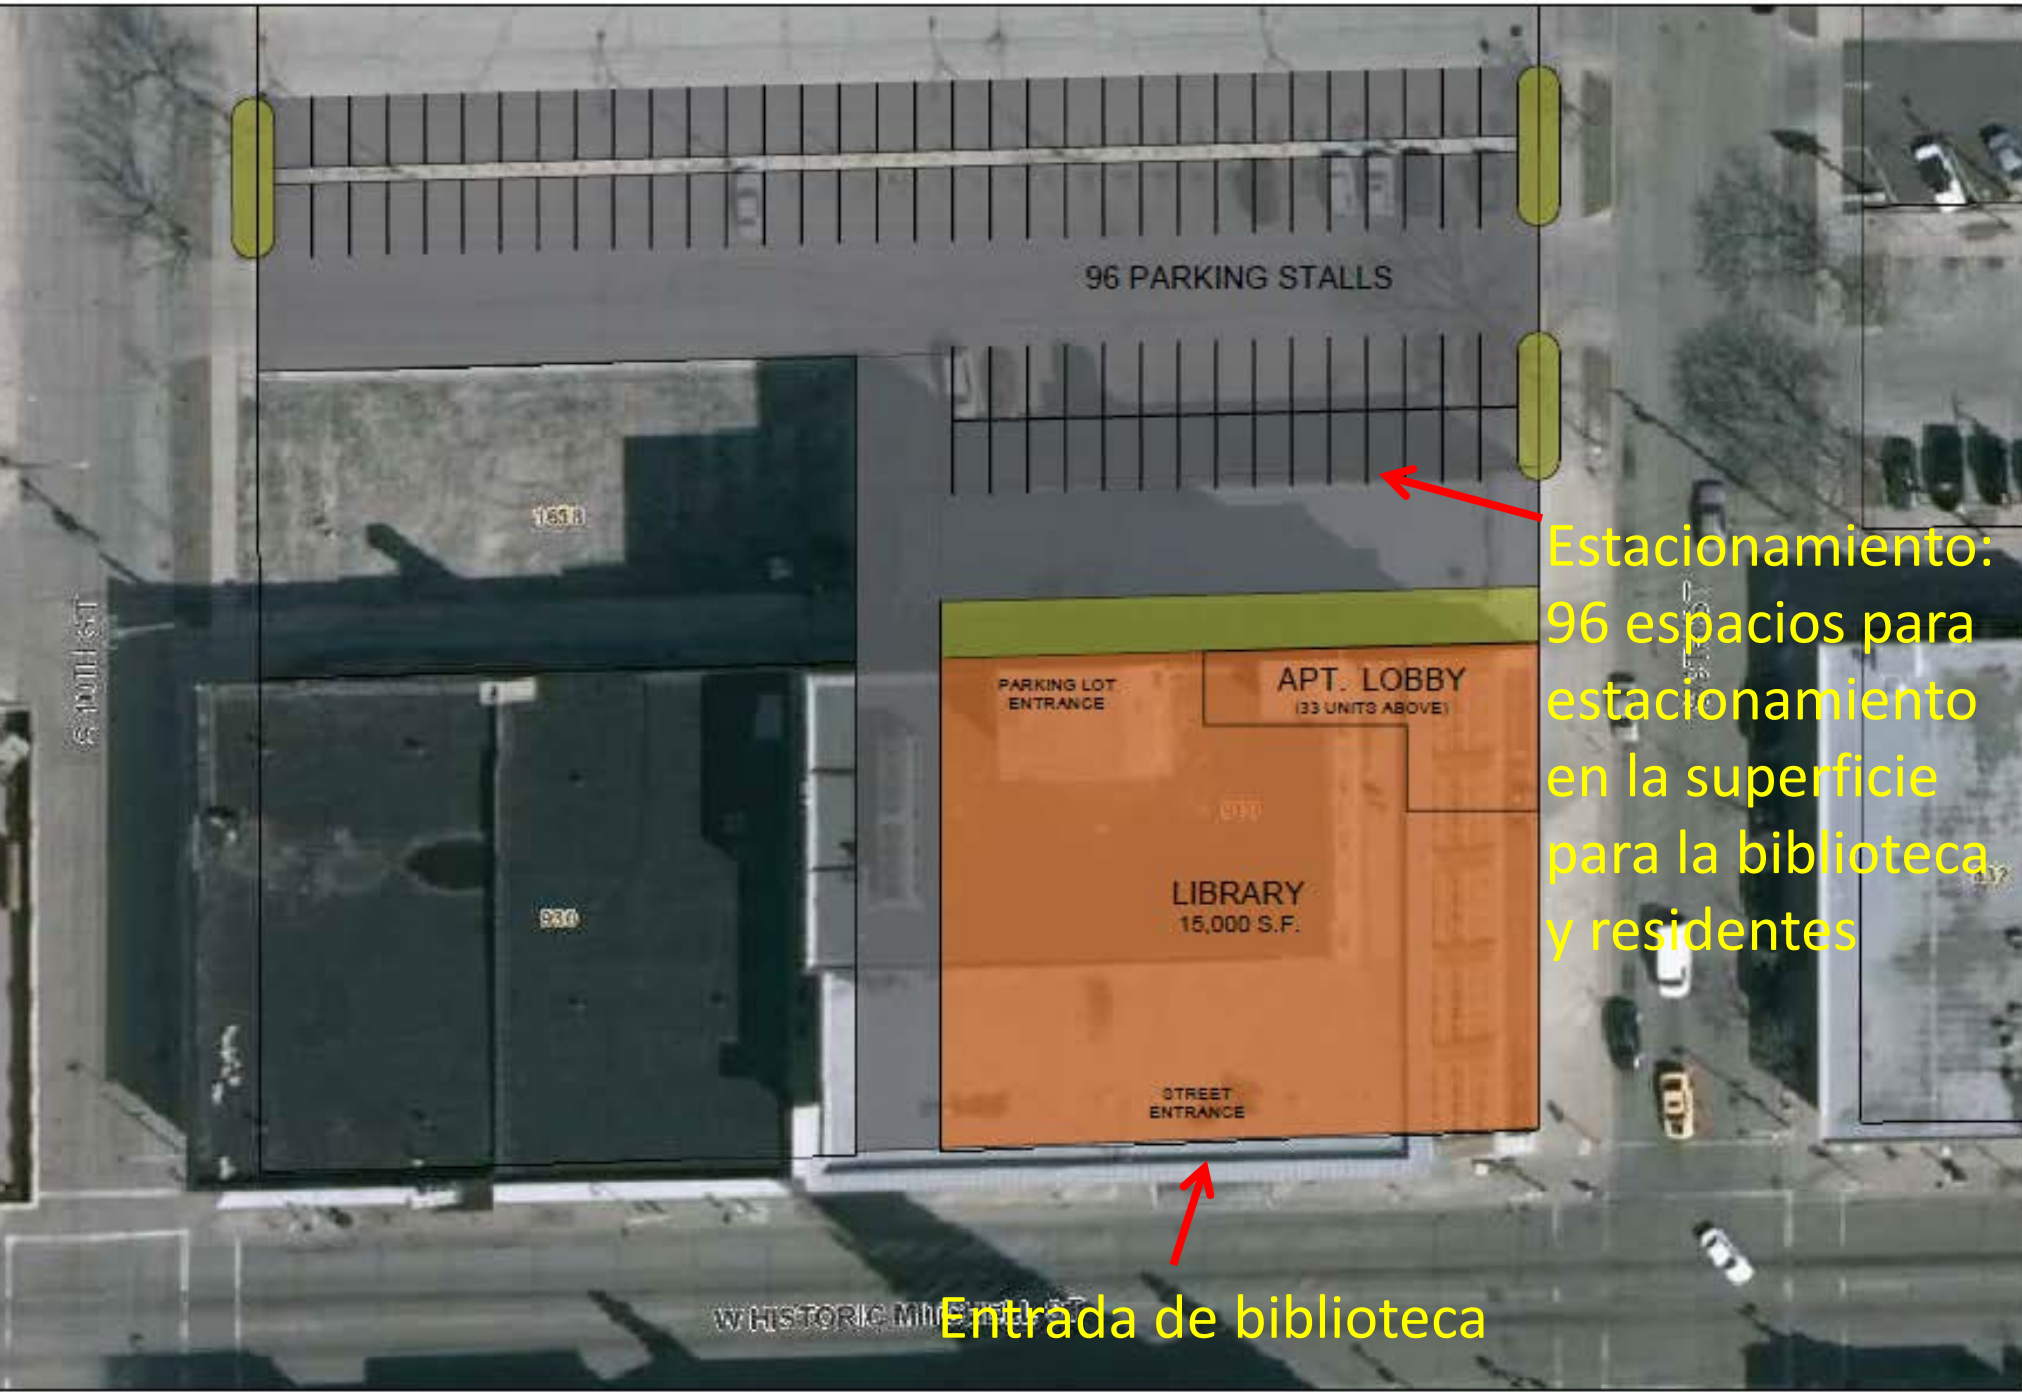 96 PARKING STALLS
1618
S 10TH ST
Estacionamiento:
96 espacios para
estacionamiento
en la superficie
para la biblioteca
y residentes
PARKING LOT
ENTRANCE
APT. LOBBY
(33 UNITS ABOVE)
LIBRARY
15,000 S.F.
930
STREET
ENTRANCE
W HISTORIC
Entrada de biblioteca